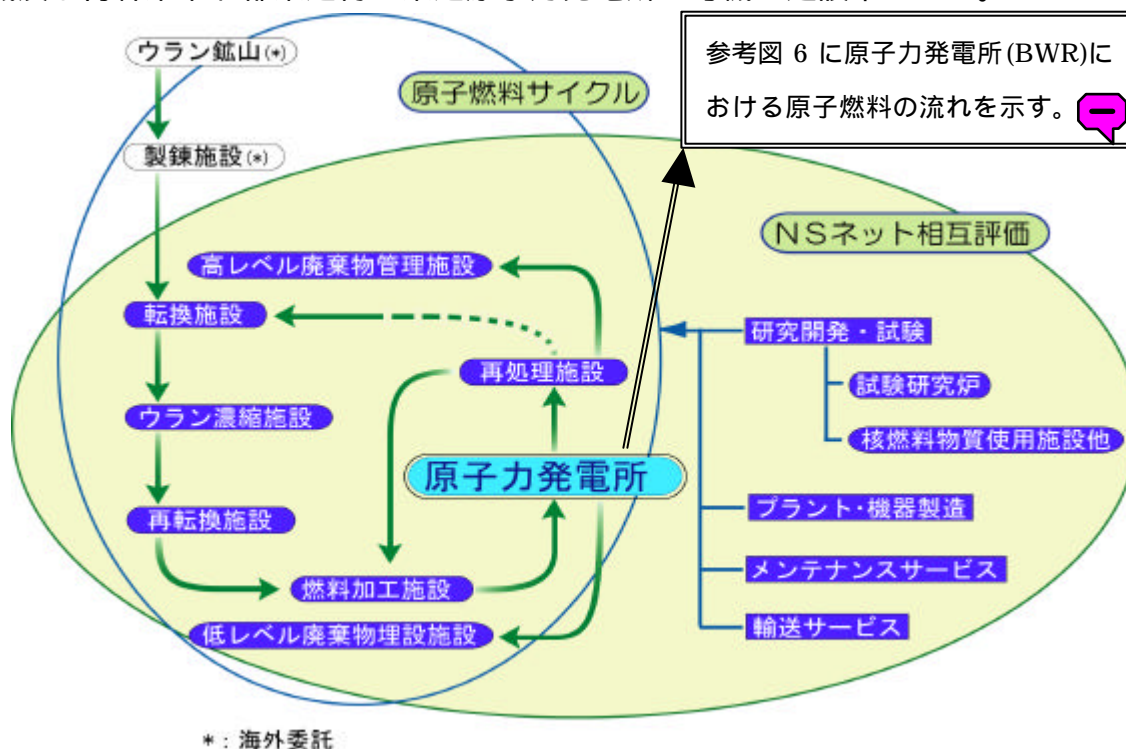 ウラン鉱山(*)
参考図 6 に原子力発電所(BWR)に
おける原子燃料の流れを示す。
原子燃料サイクル
製錬施設(*)
NSネット相互評価
高レベル廃棄物管理施設
転換施設
研究開発・試験
再処理施設
試験研究炉
ウラン濃縮施設
核燃料物質使用施設他
原子力発電所
再転換施設
プラント・機器製造
燃料加工施設
メンテナンスサービス
低レベル廃棄物埋設施設
輸送サービス
*:海外委託